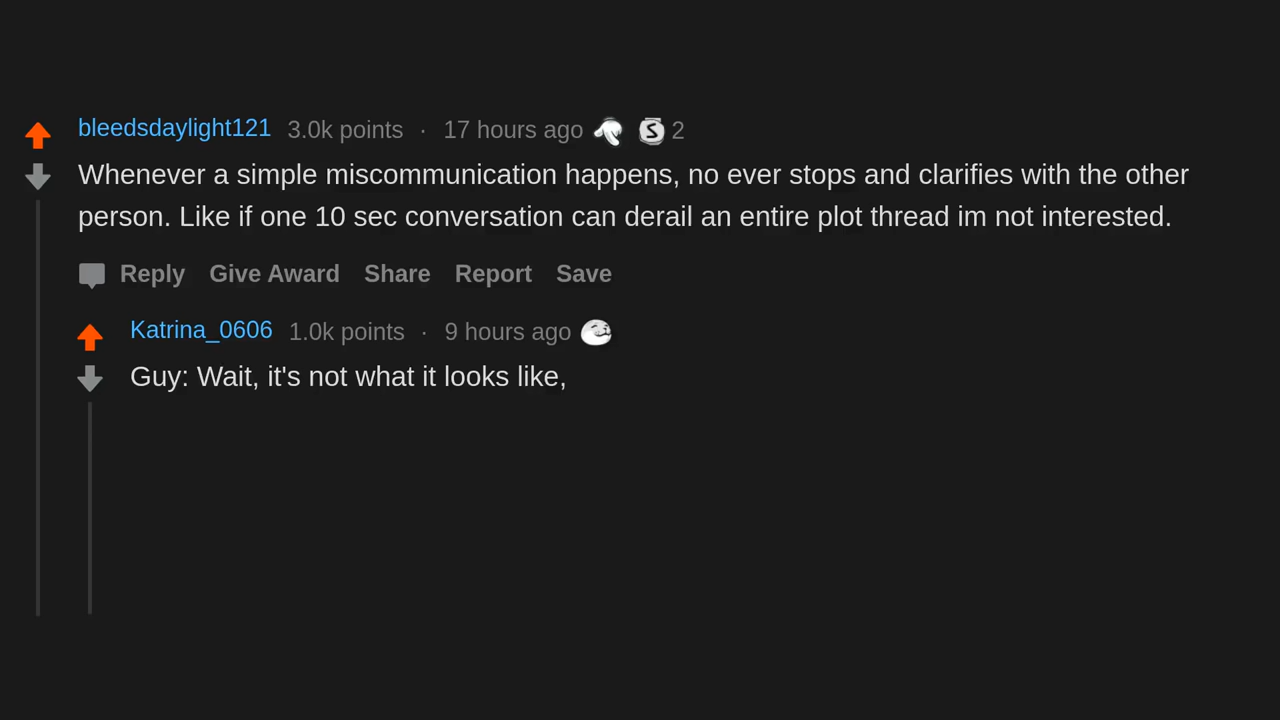 bleedsdaylight121 3.0k points · 17 hours ago S 2
Whenever a simple miscommunication happens, no ever stops and clarifies with the other
person. Like if one 10 sec conversation can derail an entire plot thread im not interested.
Reply Give Award Share Report Save
Katrina_0606 1.0k points · 9 hours ago
Guy: Wait, it's not what it looks like,